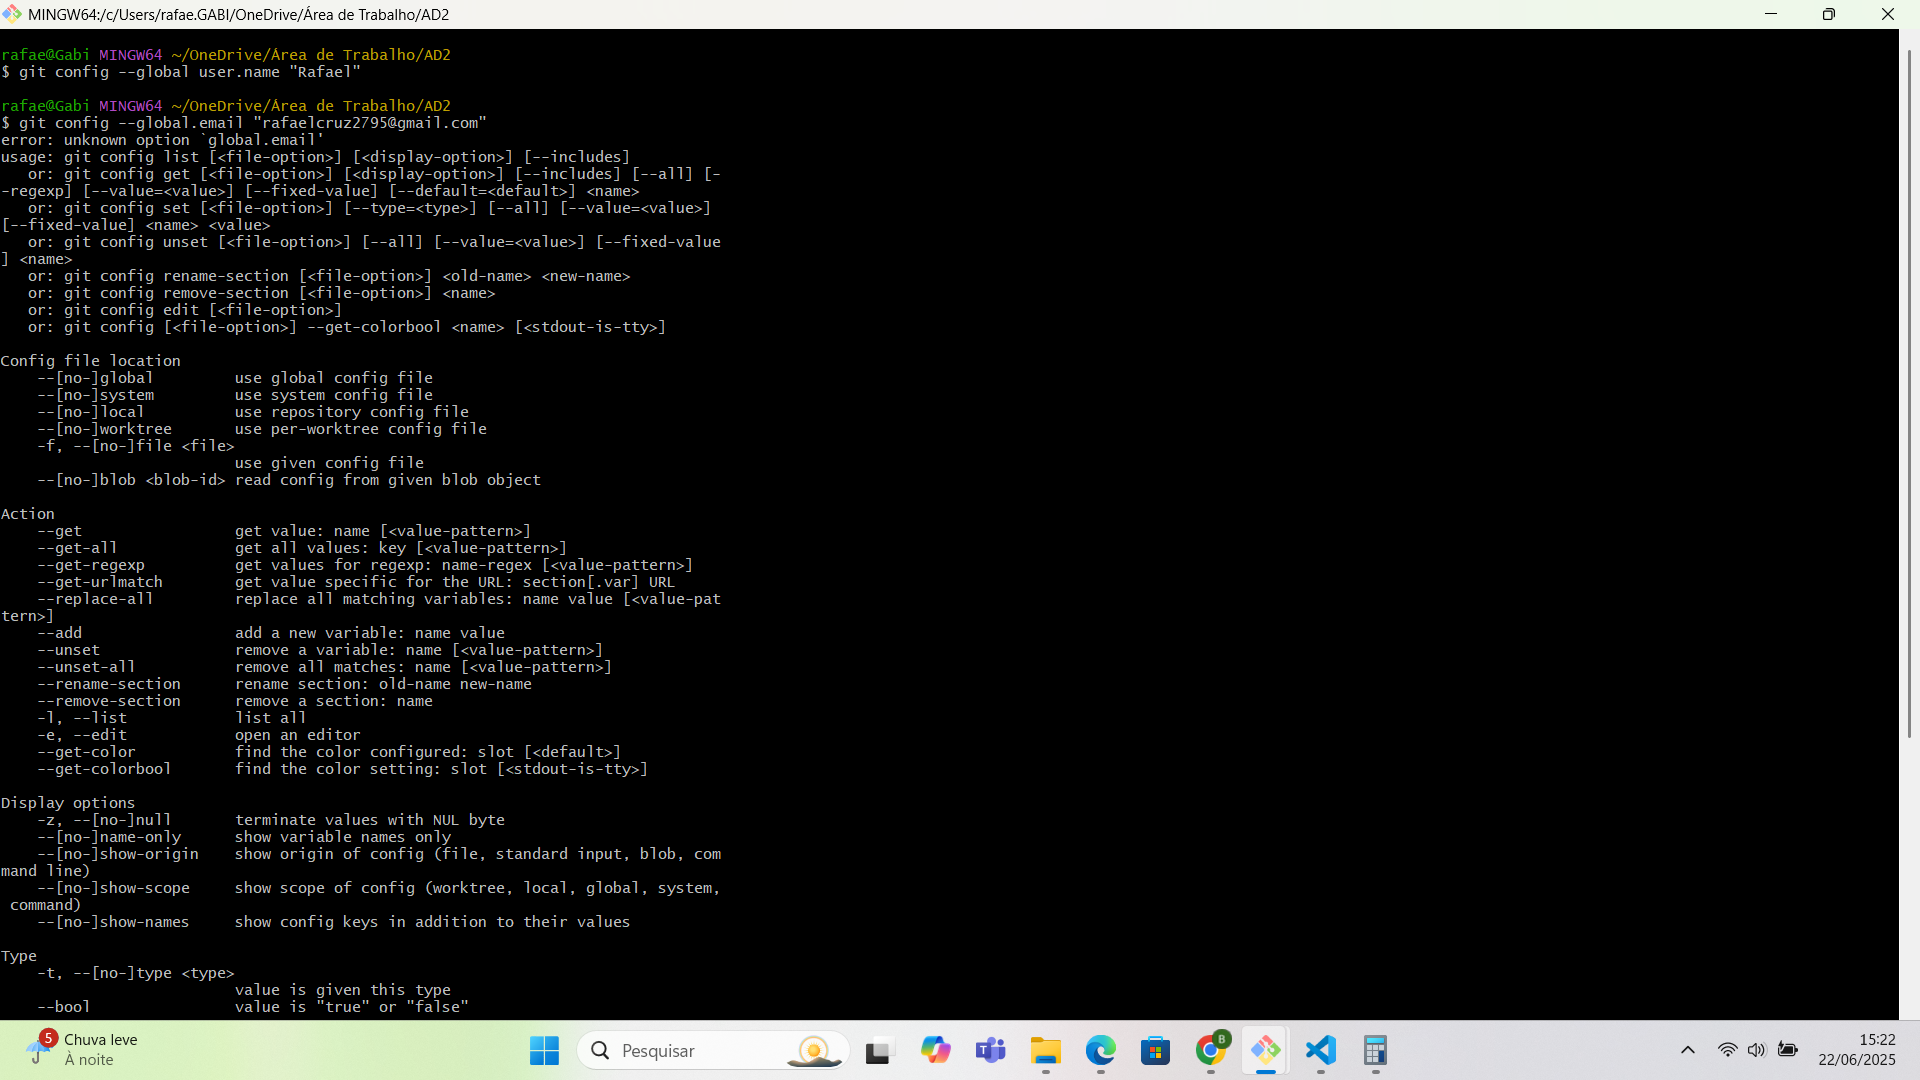 MINGW64:/c/Users/rafae.GABI/OneDrive/Área de Trabalho/AD2
rafae@Gabi MINGW64 ~/OneDrive/Área de Trabalho/AD2
$ git config --global user.name "Rafael"
rafae@Gabi MINGW64 ~/OneDrive/Área de Trabalho/AD2
$ git config --global.email "rafaelcruz2795@gmail.com"
error: unknown option `global.email'
usage: git config list [<file-option>] [<display-option>] [--includes]
   or: git config get [<file-option>] [<display-option>] [--includes] [--all] [-
-regexp] [--value=<value>] [--fixed-value] [--default=<default>] <name>
   or: git config set [<file-option>] [--type=<type>] [--all] [--value=<value>]
[--fixed-value] <name> <value>
   or: git config unset [<file-option>] [--all] [--value=<value>] [--fixed-value
] <name>
   or: git config rename-section [<file-option>] <old-name> <new-name>
   or: git config remove-section [<file-option>] <name>
   or: git config edit [<file-option>]
   or: git config [<file-option>] --get-colorbool <name> [<stdout-is-tty>]
Config file location
    --[no-]global         use global config file
    --[no-]system         use system config file
    --[no-]local          use repository config file
    --[no-]worktree       use per-worktree config file
    -f, --[no-]file <file>
                          use given config file
    --[no-]blob <blob-id> read config from given blob object
Action
    --get                 get value: name [<value-pattern>]
    --get-all             get all values: key [<value-pattern>]
    --get-regexp          get values for regexp: name-regex [<value-pattern>]
    --get-urlmatch        get value specific for the URL: section[.var] URL
    --replace-all         replace all matching variables: name value [<value-pat
tern>]
    --add                 add a new variable: name value
    --unset               remove a variable: name [<value-pattern>]
    --unset-all           remove all matches: name [<value-pattern>]
    --rename-section      rename section: old-name new-name
    --remove-section      remove a section: name
    -l, --list            list all
    -e, --edit            open an editor
    --get-color           find the color configured: slot [<default>]
    --get-colorbool       find the color setting: slot [<stdout-is-tty>]
Display options
    -z, --[no-]null       terminate values with NUL byte
    --[no-]name-only      show variable names only
    --[no-]show-origin    show origin of config (file, standard input, blob, com
mand line)
    --[no-]show-scope     show scope of config (worktree, local, global, system,
 command)
    --[no-]show-names     show config keys in addition to their values
Type
    -t, --[no-]type <type>
                          value is given this type
    --bool                value is "true" or "false"
5
Chuva leve
À noite
Pesquisar
B
15:22
22/06/2025